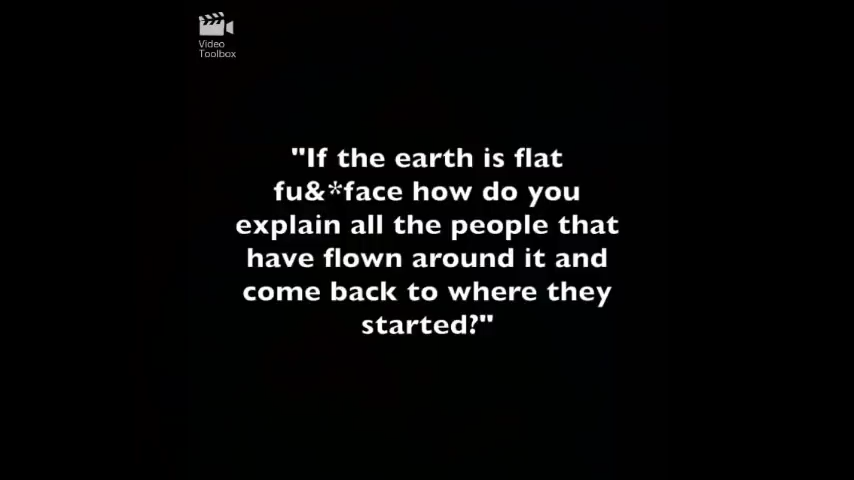 Video
Toolbox
"If the earth is flat
fu&*face how do you
explain all the people that
have flown around it and
come back to where they
started?"